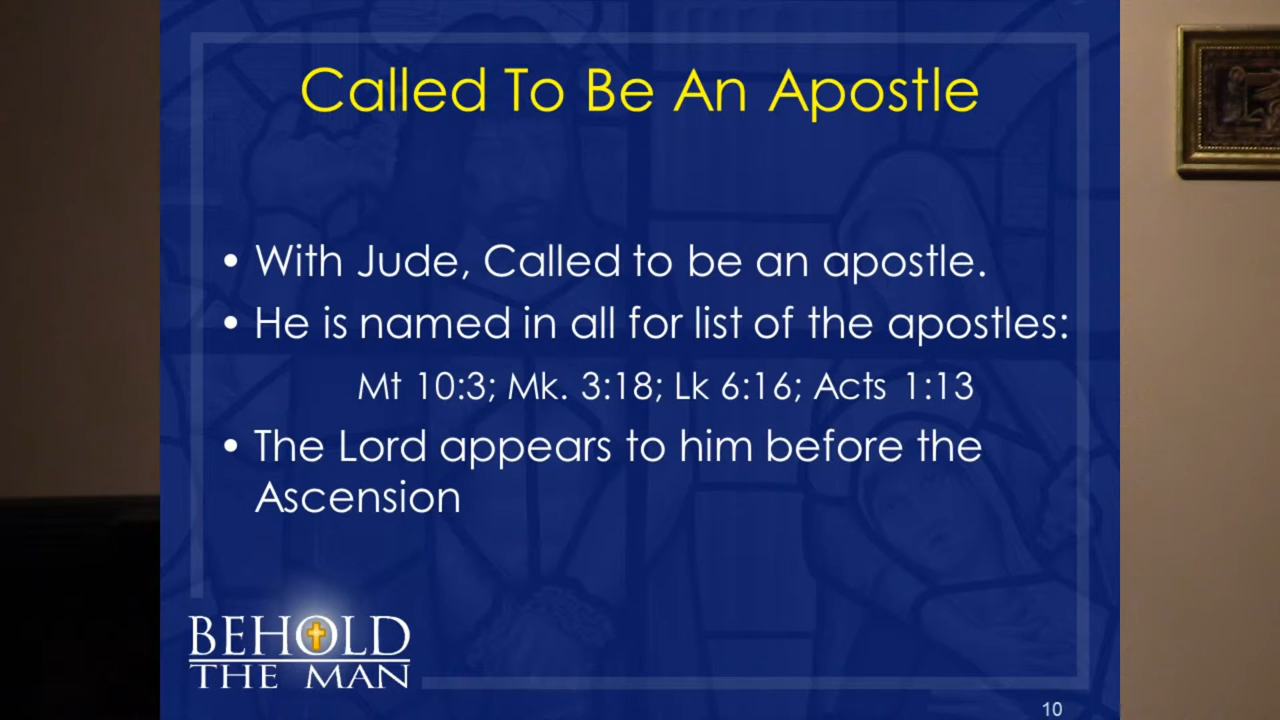 Called To Be An Apostle
• With Jude, Called to be an apostle.
• He is named in all for list of the apostles:
Mt 10:3; Mk. 3:18; Lk 6:16; Acts 1:13
• The Lord appears to him before the
Ascension
BEHOLD
THE MAN
10